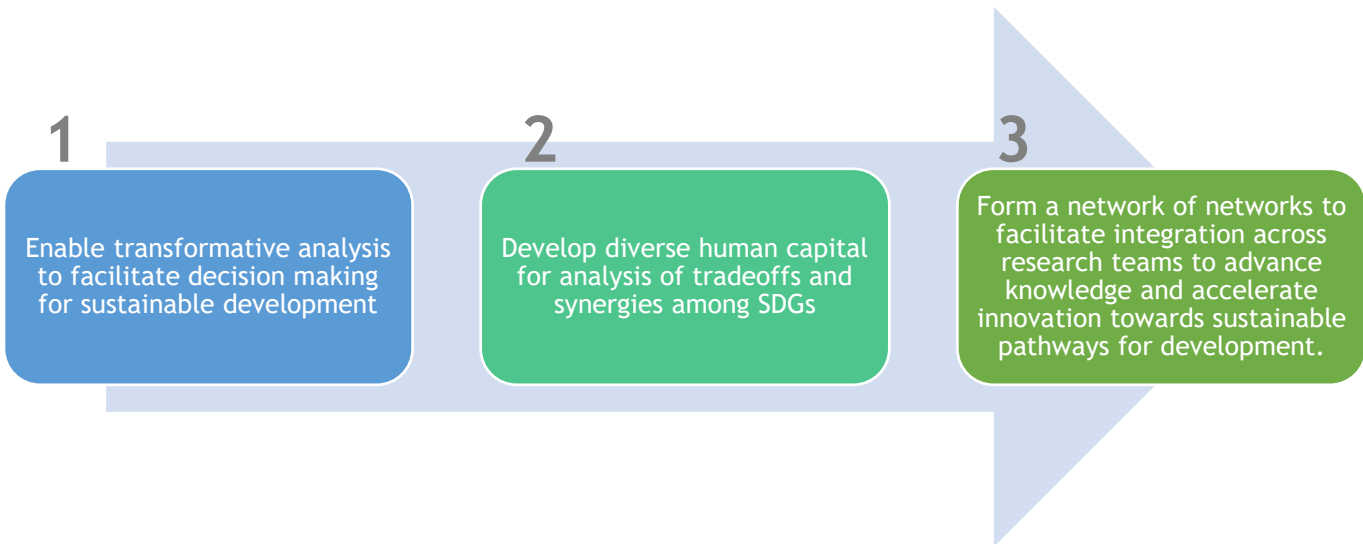 1
Enable transformative analysis
to facilitate decision making
for sustainable development
2
Develop diverse human capital
for analysis of tradeoffs and
synergies among SDGs
3
Form a network of networks to
facilitate integration across
research teams to advance
knowledge and accelerate
innovation towards sustainable
pathways for development.